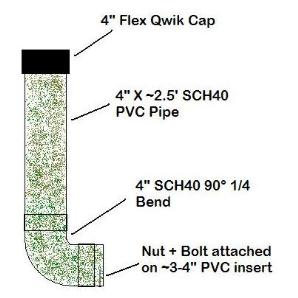 4" Flex Qwik Cap
4" X ~2.5' SCH40
PVC Pipe
4" SCH40 90° 1/4
Bend
Nut + Bolt attached
on ~3-4" PVC insert